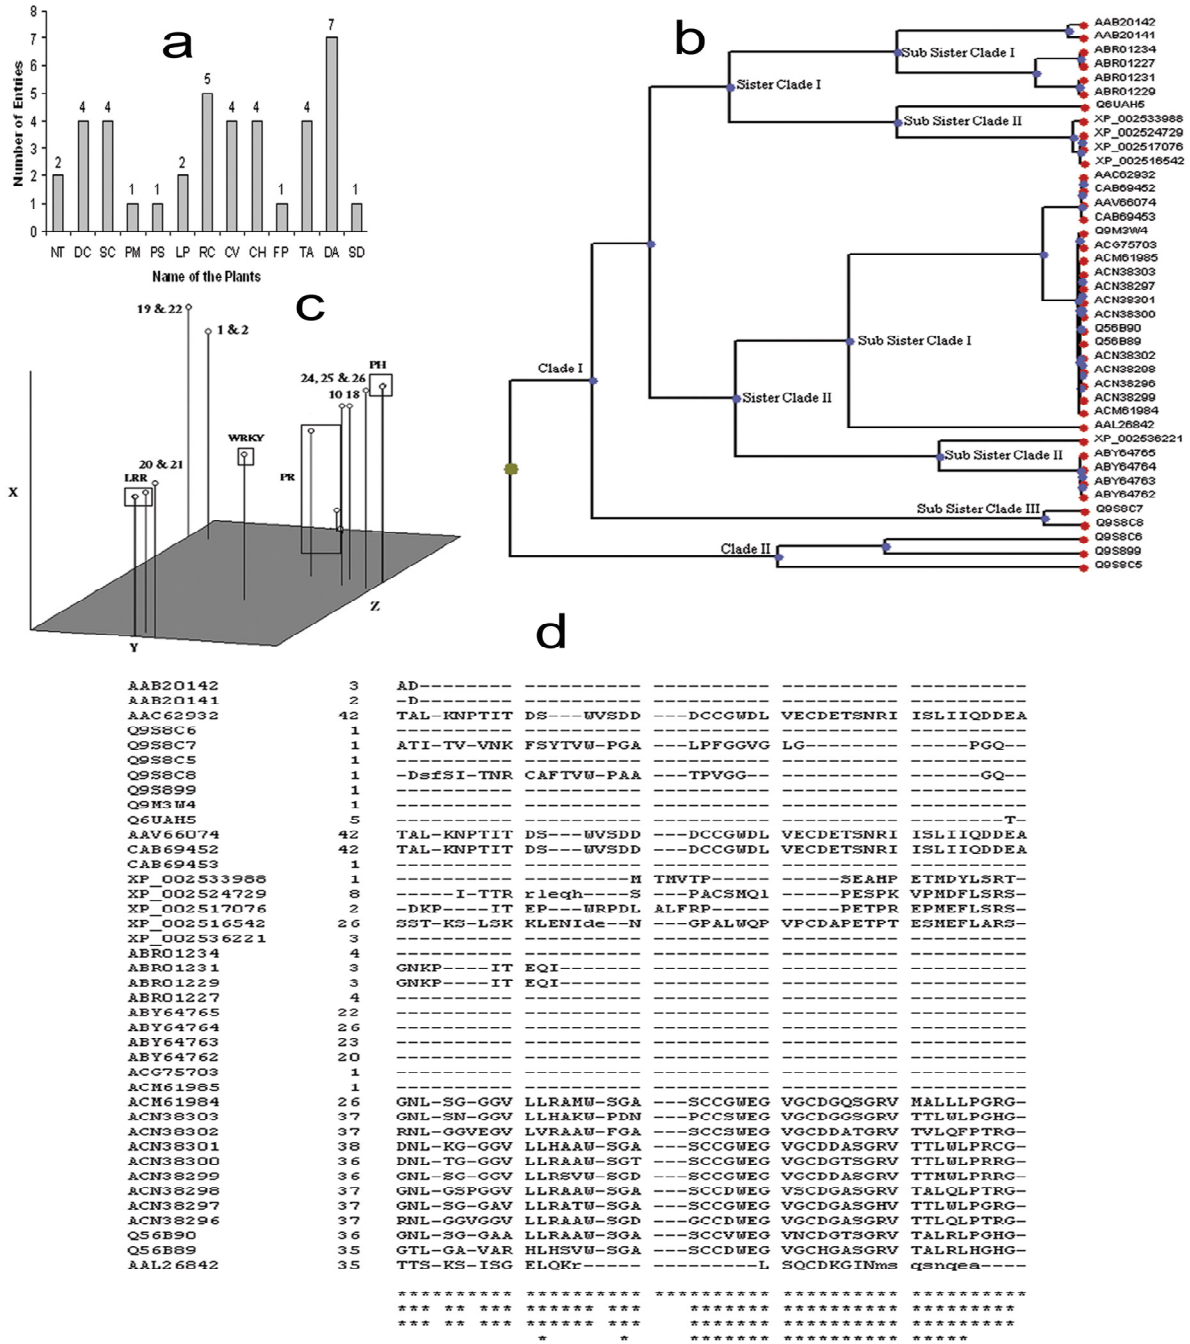 a
8
7
6
5
4
3
2
1
0
Number of Entries
2 4 4 1 1 2 5 4 4 1 4 7 1
NT DC SC PM PS LP RC CV CH FP TA DA SD
Name of the Plants
b
Clade I
Clade II
Sister Clade I
Sister Clade II
Sub Sister Clade I
Sub Sister Clade II
Sub Sister Clade I
Sub Sister Clade II
Sub Sister Clade III
AAB20142
AAB20141
ABR01234
ABR01227
ABR01231
ABR01229
Q6UAH5
XP_002533988
XP_002524729
XP_002517076
XP_002516542
AAC62932
CAB69452
AAV66074
CAB69453
Q9M3W4
ACG75703
ACM61985
ACN38303
ACN38297
ACN38301
ACN38300
Q56B90
Q56B89
ACN38302
ACN38298
ACN38296
ACN38299
ACM61984
AAL26842
XP_002536221
ABY64765
ABY64764
ABY64763
ABY64762
Q9S8C7
Q9S8C8
Q9S8C6
Q9S899
Q9S8C5
c
19 & 22
1 & 2
PH
24, 25 & 26
10 18
WRKY
PR
20 & 21
LRR
X
Y
Z
d
AAB20142 3 AD-------- ---------- ---------- ---------- ----------
AAB20141 2 -D-------- ---------- ---------- ---------- ----------
AAC62932 42 TAL-KNPTIT DS---WVSDD ---DCCGWDL VECDETSNRI ISLIIQDDEA
Q9S8C6 1 ---------- ---------- ---------- ---------- ----------
Q9S8C7 1 ATI-TV-VNK FSYTVW-PGA ---LPFGGVG LG-------- -----PGQ--
Q9S8C5 1 ---------- ---------- ---------- ---------- ----------
Q9S8C8 1 -DsfSI-TNR CAFTVW-PAA ---TPVGG-- ---------- ------GQ--
Q9S899 1 ---------- ---------- ---------- ---------- ----------
Q9M3W4 1 ---------- ---------- ---------- ---------- ----------
Q6UAH5 5 ---------- ---------- ---------- ---------- --------T-
AAV66074 42 TAL-KNPTIT DS---WVSDD ---DCCGWDL VECDETSNRI ISLIIQDDEA
CAB69452 42 TAL-KNPTIT DS---WVSDD ---DCCGWDL VECDETSNRI ISLIIQDDEA
CAB69453 1 ---------- ---------- ---------- ---------- ----------
XP_002533988 1 ---------- ---------M TMVTP----- -----SEAHP ETMDYLSRT-
XP_002524729 8 -----I-TTR rleqh---S- ---PACSMQl -----PESPK VPMDFLSRS-
XP_002517076 2 -DKP----IT EP---WRPDL ALFRP----- -----PETPR EPMEFLSRS-
XP_002516542 26 SST-KS-LSK KLENIde--N ---GPALWQP VPCDAPETPT ESMEFLARS-
XP_002536221 3 ---------- ---------- ---------- ---------- ----------
ABR01234 4 ---------- ---------- ---------- ---------- ----------
ABR01231 3 GNKP----IT EQI------- ---------- ---------- ----------
ABR01229 3 GNKP----IT EQI------- ---------- ---------- ----------
ABR01227 4 ---------- ---------- ---------- ---------- ----------
ABY64765 22 ---------- ---------- ---------- ---------- ----------
ABY64764 26 ---------- ---------- ---------- ---------- ----------
ABY64763 23 ---------- ---------- ---------- ---------- ----------
ABY64762 20 ---------- ---------- ---------- ---------- ----------
ACG75703 1 ---------- ---------- ---------- ---------- ----------
ACM61985 1 ---------- ---------- ---------- ---------- ----------
ACM61984 26 GNL-SG-GGV LLRAMW-SGA ---SCCGWEG VGCDGQSGRV MALLLPGRG-
ACN38303 37 GNL-SN-GGV HLLAKW-PDN ---PCCSWEG VGCDGVSGRV TTLWLPGHG-
ACN38302 37 RNL-GGVEGV LVRAAW-FGA ---SCCSWEG VGCDDATGRV TVLQFPTRG-
ACN38301 38 DNL-KG-GGV LLHAAW-SGA ---SCCGWEG VGCDDASGRV TTLWLPRCG-
ACN38300 36 DNL-TG-GGV LLRAAW-SGT ---SCCGWEG VGCDGTSGRV TTLWLPRRG-
ACN38299 36 GNL-SG-GGV LLRSVW-SGD ---SCCGWEG VGCDDASGRV TTMWLPRRG-
ACN38298 37 GNL-GSPGGV LLRAAW-SGA ---SCCDWEG VSCDGASGRV TALQLPTRG-
ACN38297 37 GNL-SG-GAV LLRATW-SGA ---SCCGWEG VGCDGASGHV TTLWLPGRG-
ACN38296 37 RNL-GGVGGV LLRAAW-SGD ---GCCDWEG VGCDGASGRV TTLQLPTRG-
Q56B90 36 GNL-SG-GAA LLRAAW-SGA ---SCCVWEG VNCDGTSGRV TALRLPGHG-
Q56B89 35 GTL-GA-VAR HLHSVW-SGA ---SCCDWEG VGCHGASGRV TALRLHGHG-
AAL26842 35 TTS-KS-ISG ELQKr----- ---------L SQCDKGINms qsnqea----
********** ********** ********** ********** **********
*** ** *** ****** *** ******* ********** *********
*** ** *** ****** *** ******* ********** *********
* * ******* ********** *****